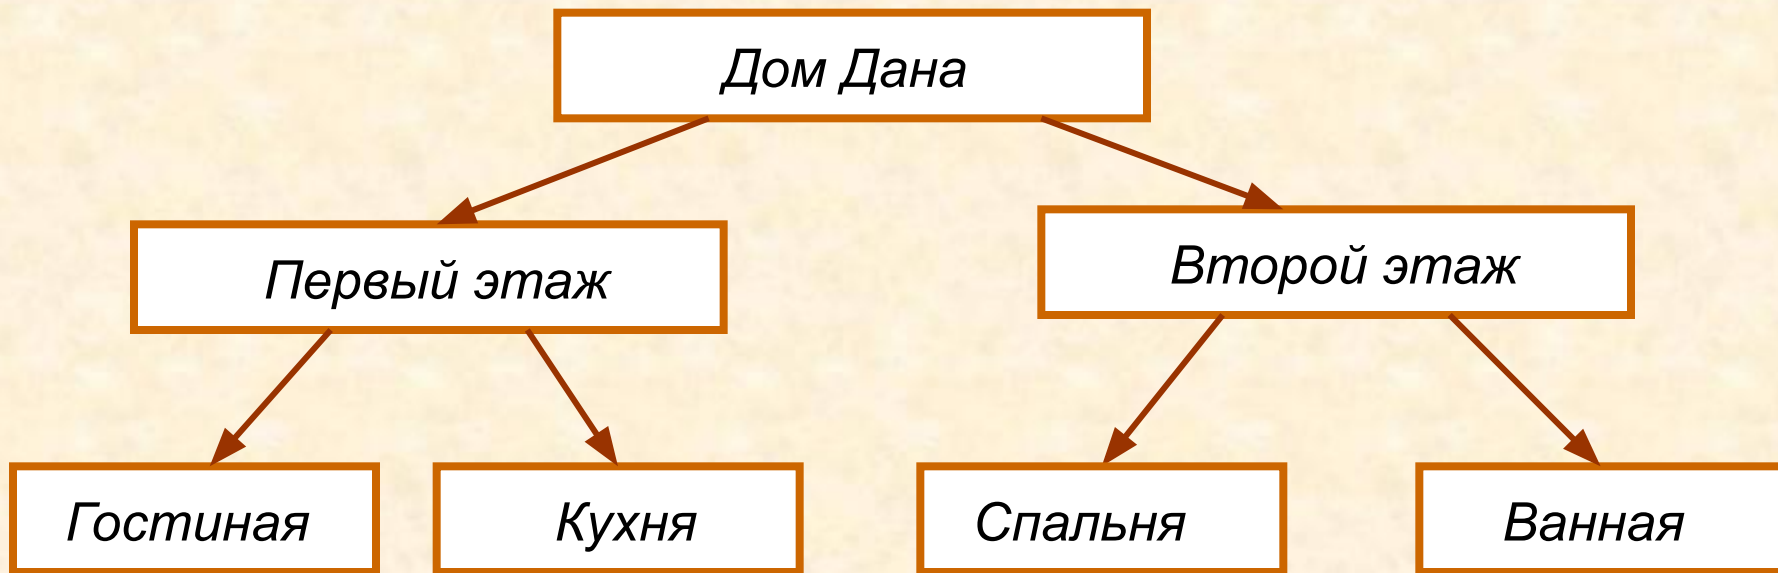 Дом Дана
Первый этаж
Второй этаж
Гостиная
Кухня
Спальня
Ванная